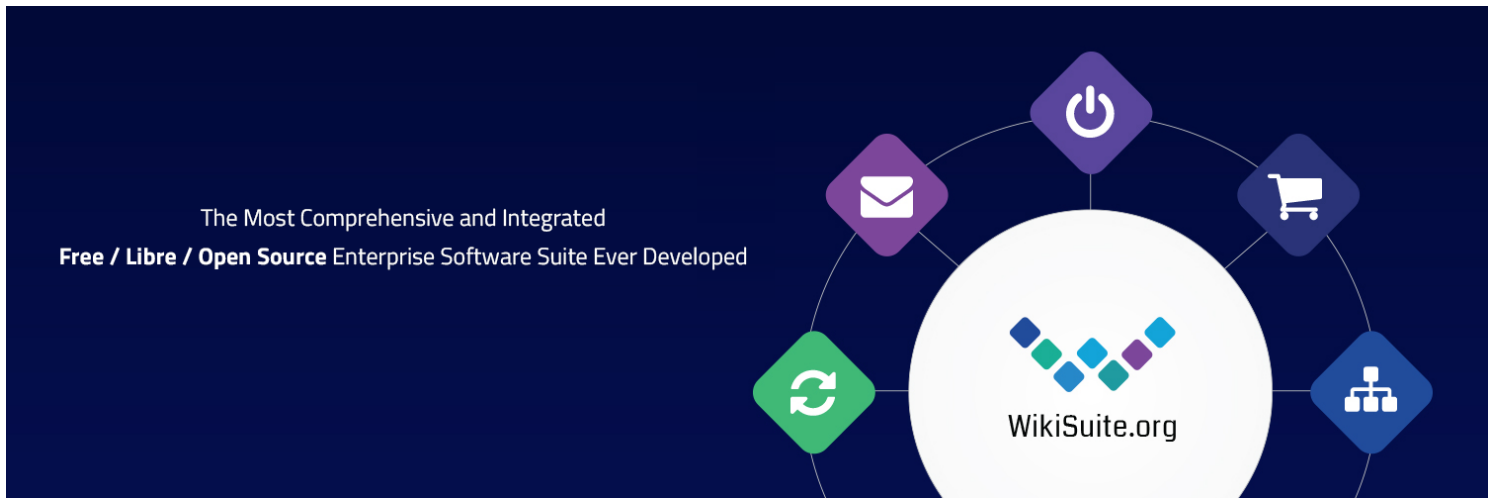 The Most Comprehensive and Integrated
Free / Libre / Open Source Enterprise Software Suite Ever Developed
WikiSuite.org